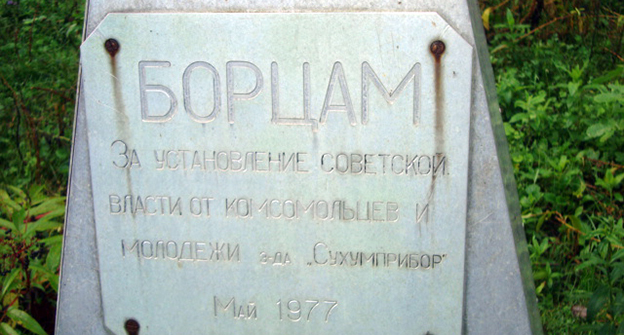 БОРЦАМ
За установление советской
власти от комсомольцев и
молодежи з-да „Сухумприбор"
Май 1977